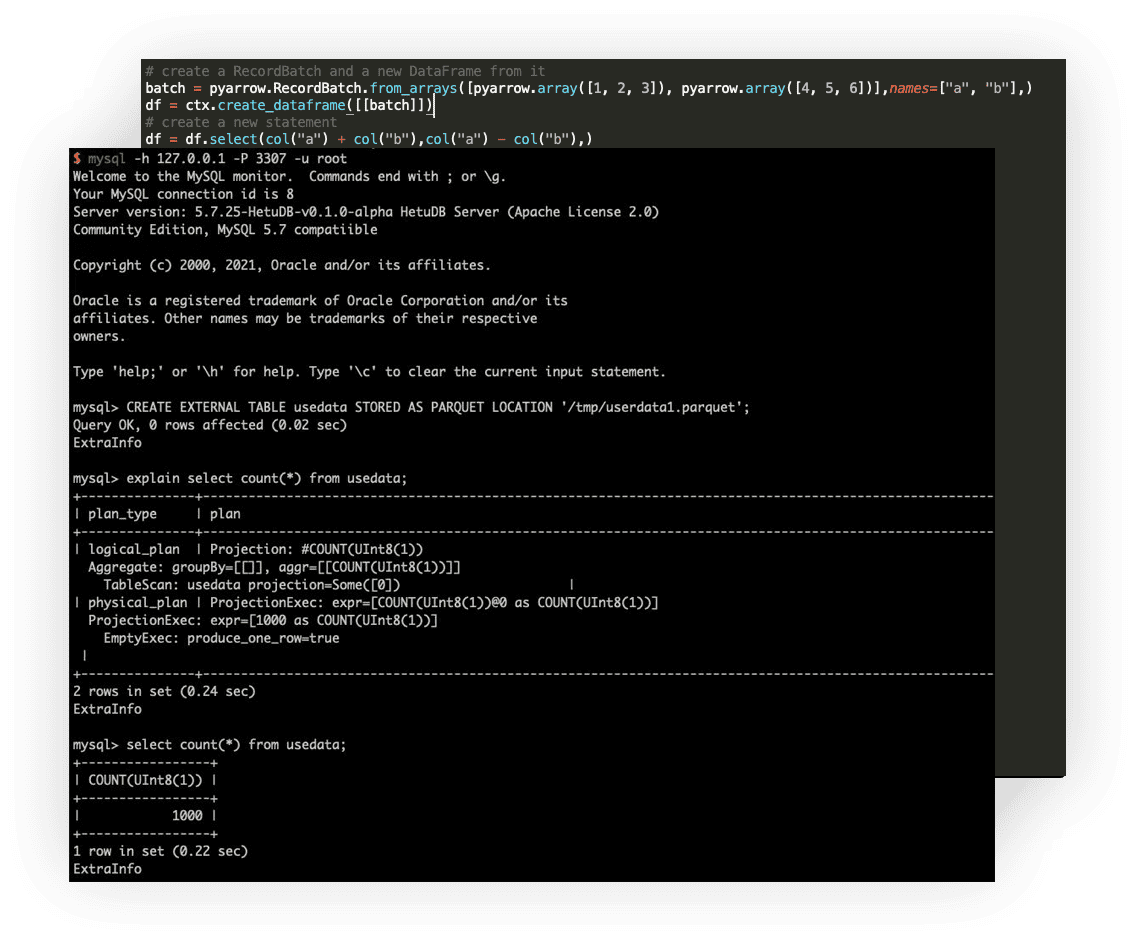 # create a RecordBatch and a new DataFrame from it
batch = pyarrow.RecordBatch.from_arrays([pyarrow.array([1, 2, 3]), pyarrow.array([4, 5, 6])],names=["a", "b"],)
df = ctx.create_dataframe([[batch]])
# create a new statement
df = df.select(col("a") + col("b"),col("a") - col("b"),)
$ mysql -h 127.0.0.1 -P 3307 -u root
Welcome to the MySQL monitor.  Commands end with ; or \g.
Your MySQL connection id is 8
Server version: 5.7.25-HetuDB-v0.1.0-alpha HetuDB Server (Apache License 2.0)
Community Edition, MySQL 5.7 compatiible
Copyright (c) 2000, 2021, Oracle and/or its affiliates.
Oracle is a registered trademark of Oracle Corporation and/or its
affiliates. Other names may be trademarks of their respective
owners.
Type 'help;' or '\h' for help. Type '\c' to clear the current input statement.
mysql> CREATE EXTERNAL TABLE usedata STORED AS PARQUET LOCATION '/tmp/userdata1.parquet';
Query OK, 0 rows affected (0.02 sec)
ExtraInfo
mysql> explain select count(*) from usedata;
+---------------+-------------------------------------------------------------------------------------------------------
| plan_type     | plan
+---------------+-------------------------------------------------------------------------------------------------------
| logical_plan  | Projection: #COUNT(UInt8(1))
  Aggregate: groupBy=[[]], aggr=[[COUNT(UInt8(1))]]
    TableScan: usedata projection=Some([0])                      |
| physical_plan | ProjectionExec: expr=[COUNT(UInt8(1))@0 as COUNT(UInt8(1))]
  ProjectionExec: expr=[1000 as COUNT(UInt8(1))]
    EmptyExec: produce_one_row=true
 |
+---------------+-------------------------------------------------------------------------------------------------------
2 rows in set (0.24 sec)
ExtraInfo
mysql> select count(*) from usedata;
+-----------------+
| COUNT(UInt8(1)) |
+-----------------+
|            1000 |
+-----------------+
1 row in set (0.22 sec)
ExtraInfo